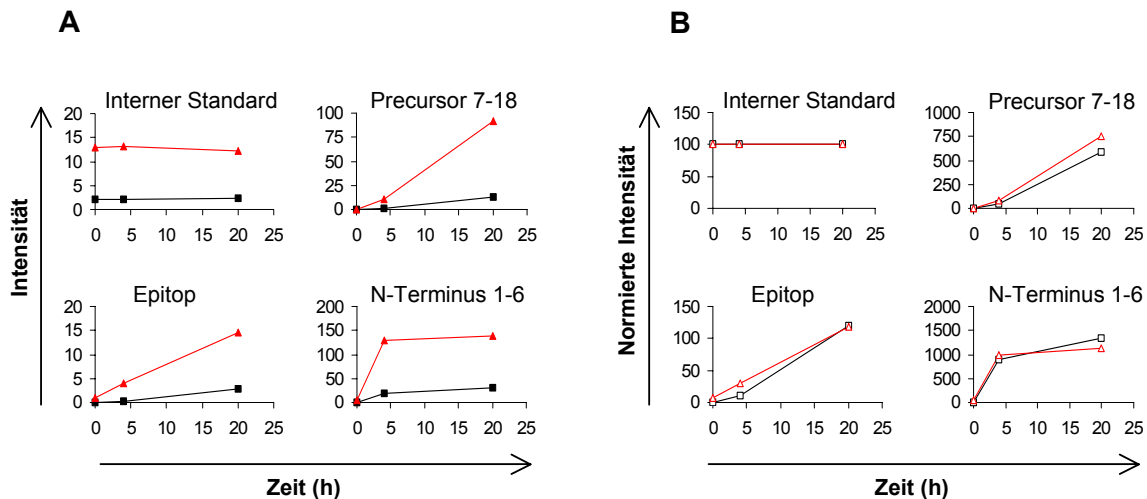 A
Intensität
Interner Standard
20
15
10
5
0
0 5 10 15 20 25
Precursor 7-18
100
75
50
25
0
0 5 10 15 20 25
Epitop
20
15
10
5
0
0 5 10 15 20 25
N-Terminus 1-6
200
150
100
50
0
0 5 10 15 20 25
Zeit (h)
B
Normierte Intensität
Interner Standard
150
100
50
0
0 5 10 15 20 25
Precursor 7-18
1000
750
500
250
0
0 5 10 15 20 25
Epitop
150
100
50
0
0 5 10 15 20 25
N-Terminus 1-6
2000
1500
1000
500
0
0 5 10 15 20 25
Zeit (h)